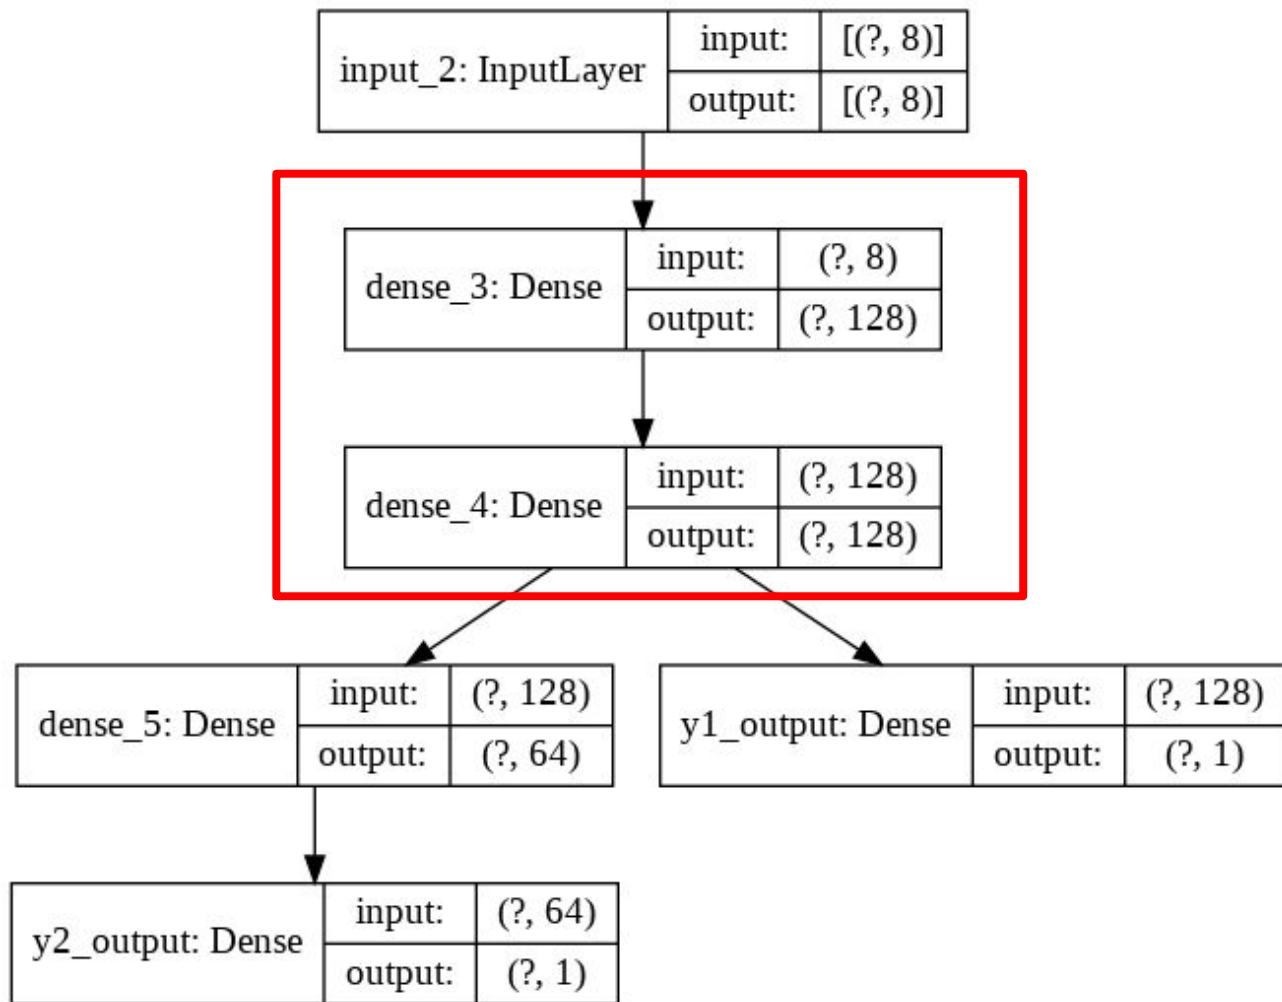 input_2: InputLayer
input: [(?, 8)]
output: [(?, 8)]
dense_3: Dense
input: (?, 8)
output: (?, 128)
dense_4: Dense
input: (?, 128)
output: (?, 128)
dense_5: Dense
input: (?, 128)
output: (?, 64)
y1_output: Dense
input: (?, 128)
output: (?, 1)
y2_output: Dense
input: (?, 64)
output: (?, 1)